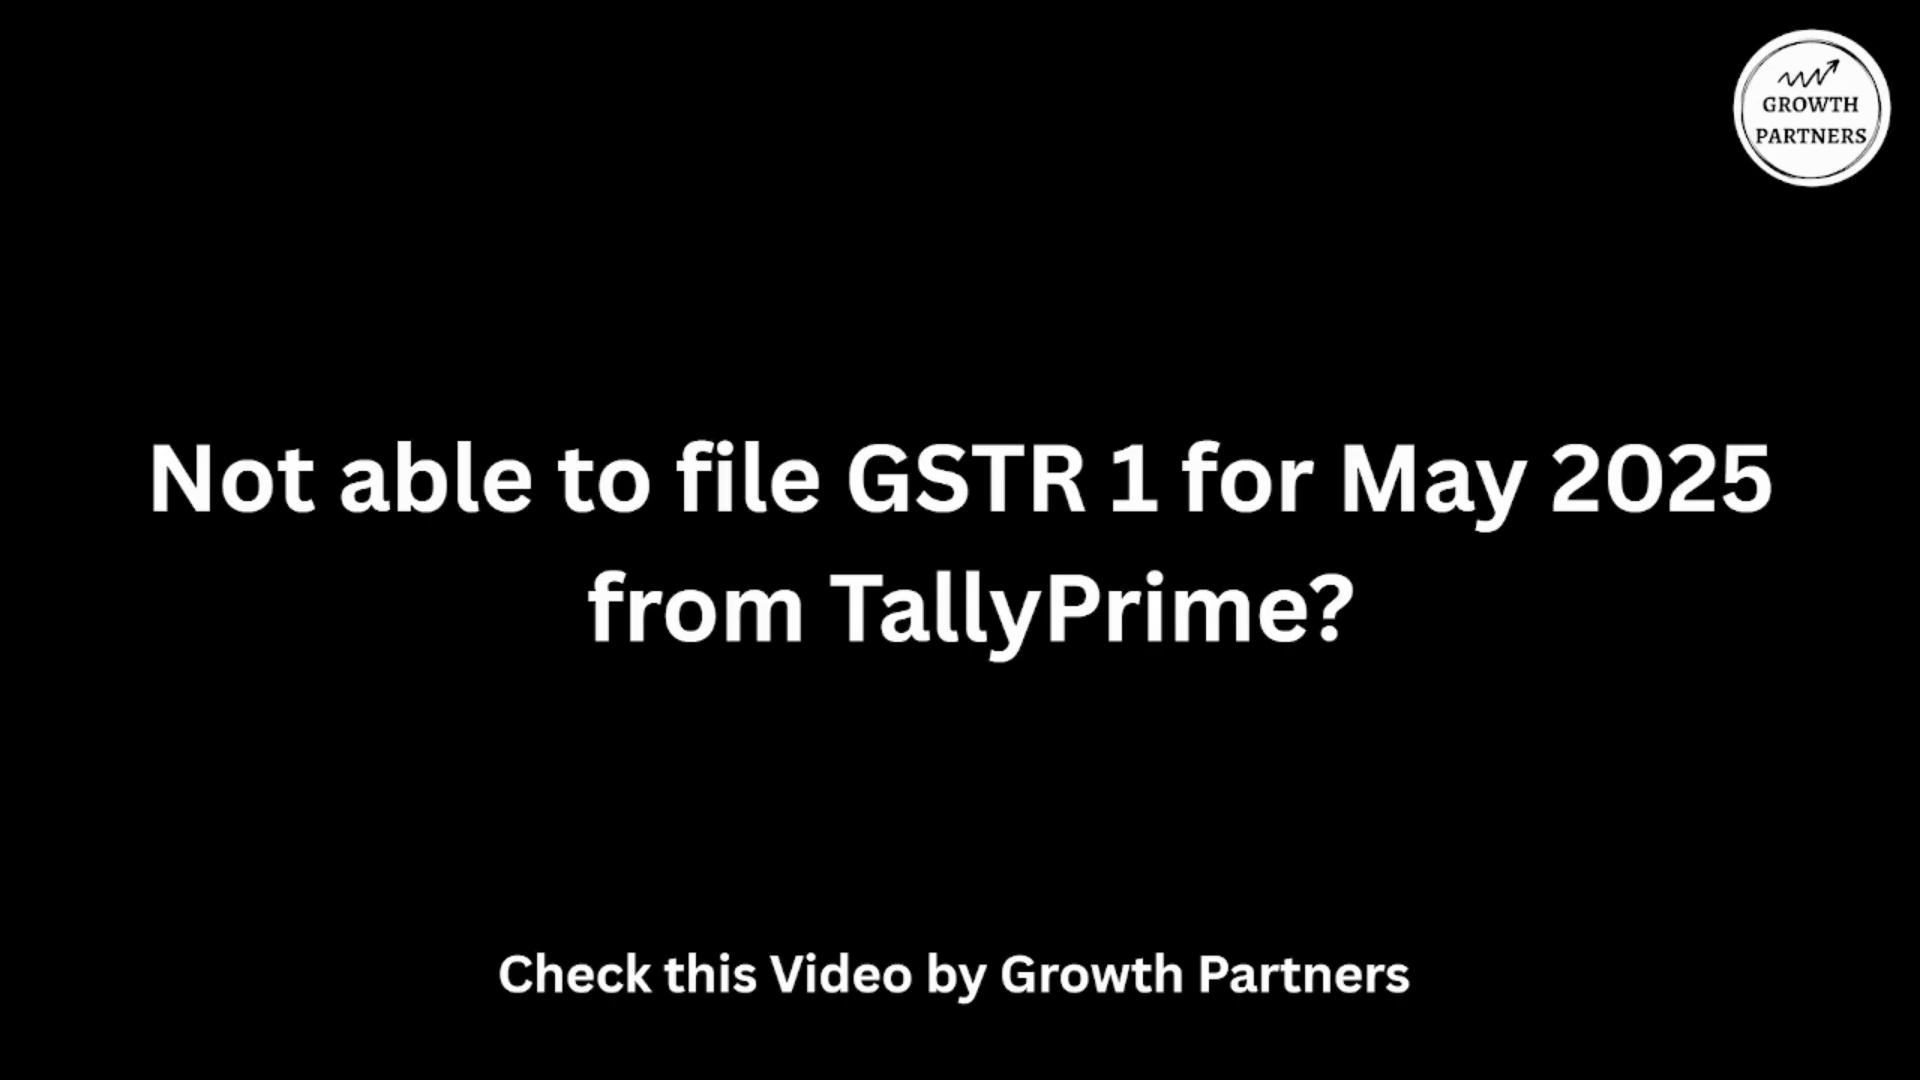 GROWTH
PARTNERS
Not able to file GSTR 1 for May 2025
from TallyPrime?
Check this Video by Growth Partners